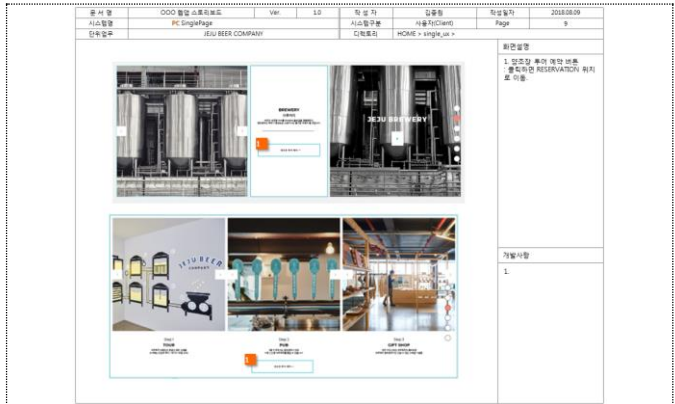 문 서 명 OOO 웹앱 스토리보드 Ver. 1.0 작 성 자 김종원 작성일자 2018.08.09
시스템명 PC SinglePage 시스템구분 사용자(Client) Page 9
단위업무 JEJU BEER COMPANY 디렉토리 HOME > single_ux >
화면설명
1. 양조장 투어 예약 버튼
: 클릭하면 RESERVATION 위치
로 이동.
BREWERY
1
JEJU BREWERY
개발사항
1.
JEJU BEER
COMPANY
Step 1
TOUR
Step 2
PUB
Step 3
GIFT SHOP
1